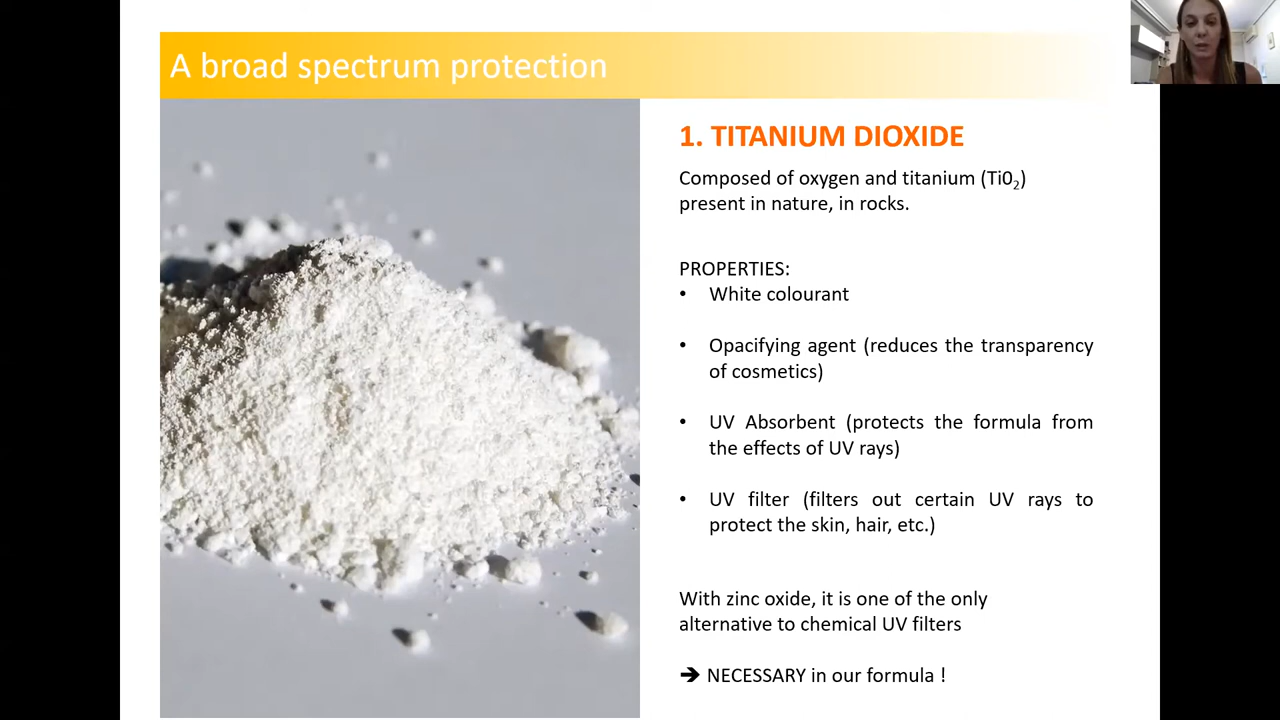 A broad spectrum protection
1. TITANIUM DIOXIDE
Composed of oxygen and titanium (Ti0₂)
present in nature, in rocks.
PROPERTIES:
• White colourant
• Opacifying agent (reduces the transparency
of cosmetics)
• UV Absorbent (protects the formula from
the effects of UV rays)
• UV filter (filters out certain UV rays to
protect the skin, hair, etc.)
With zinc oxide, it is one of the only
alternative to chemical UV filters
➔ NECESSARY in our formula !